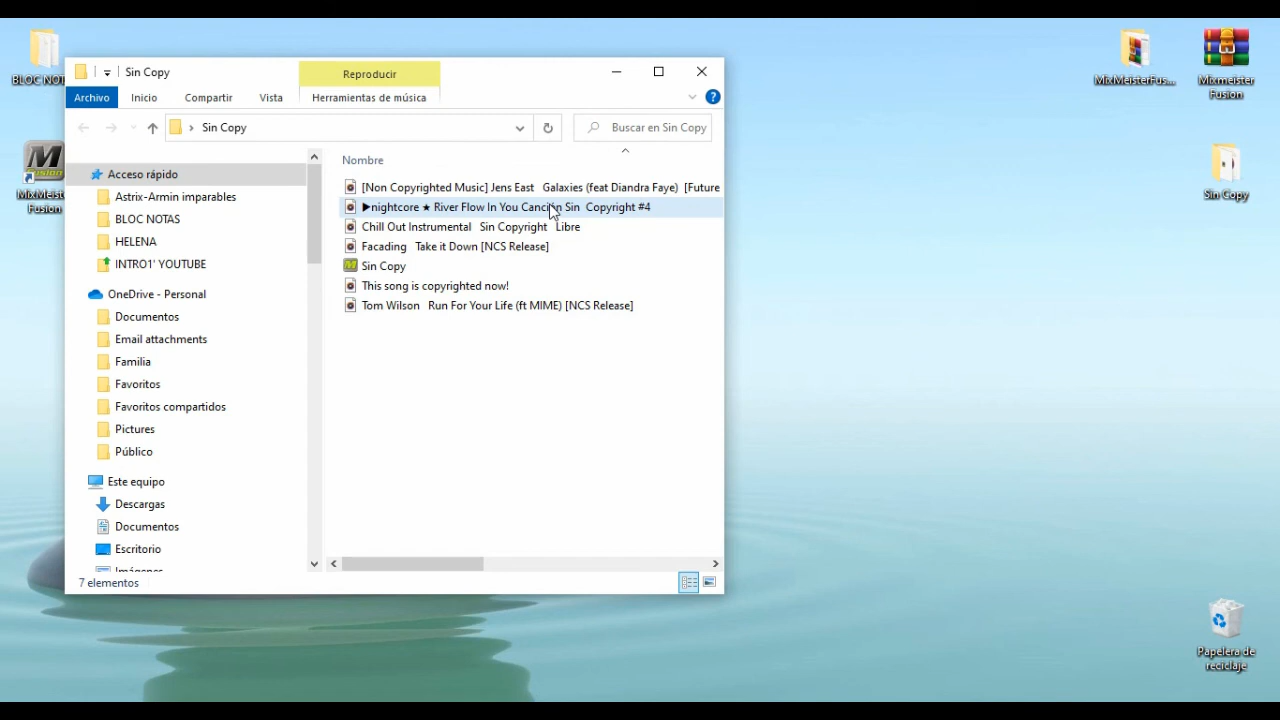 BLOC NOT
MixMeisterFus...
Mixmeister
Fusion
Sin Copy
Reproducir
Archivo
Inicio
Compartir
Vista
Herramientas de música
Sin Copy
Buscar en Sin Copy
Nombre
Acceso rápido
Astrix-Armin imparables
BLOC NOTAS
HELENA
INTRO1' YOUTUBE
OneDrive - Personal
Documentos
Email attachments
Familia
Favoritos
Favoritos compartidos
Pictures
Público
Este equipo
Descargas
Documentos
Escritorio
Imágenes
[Non Copyrighted Music] Jens East Galaxies (feat Diandra Faye) [Future
▶nightcore ★ River Flow In You Canción Sin Copyright #4
Chill Out Instrumental Sin Copyright Libre
Facading Take it Down [NCS Release]
Sin Copy
This song is copyrighted now!
Tom Wilson Run For Your Life (ft MIME) [NCS Release]
7 elementos
MixMeis
Fusion
Sin Copy
Papelera de
reciclaje